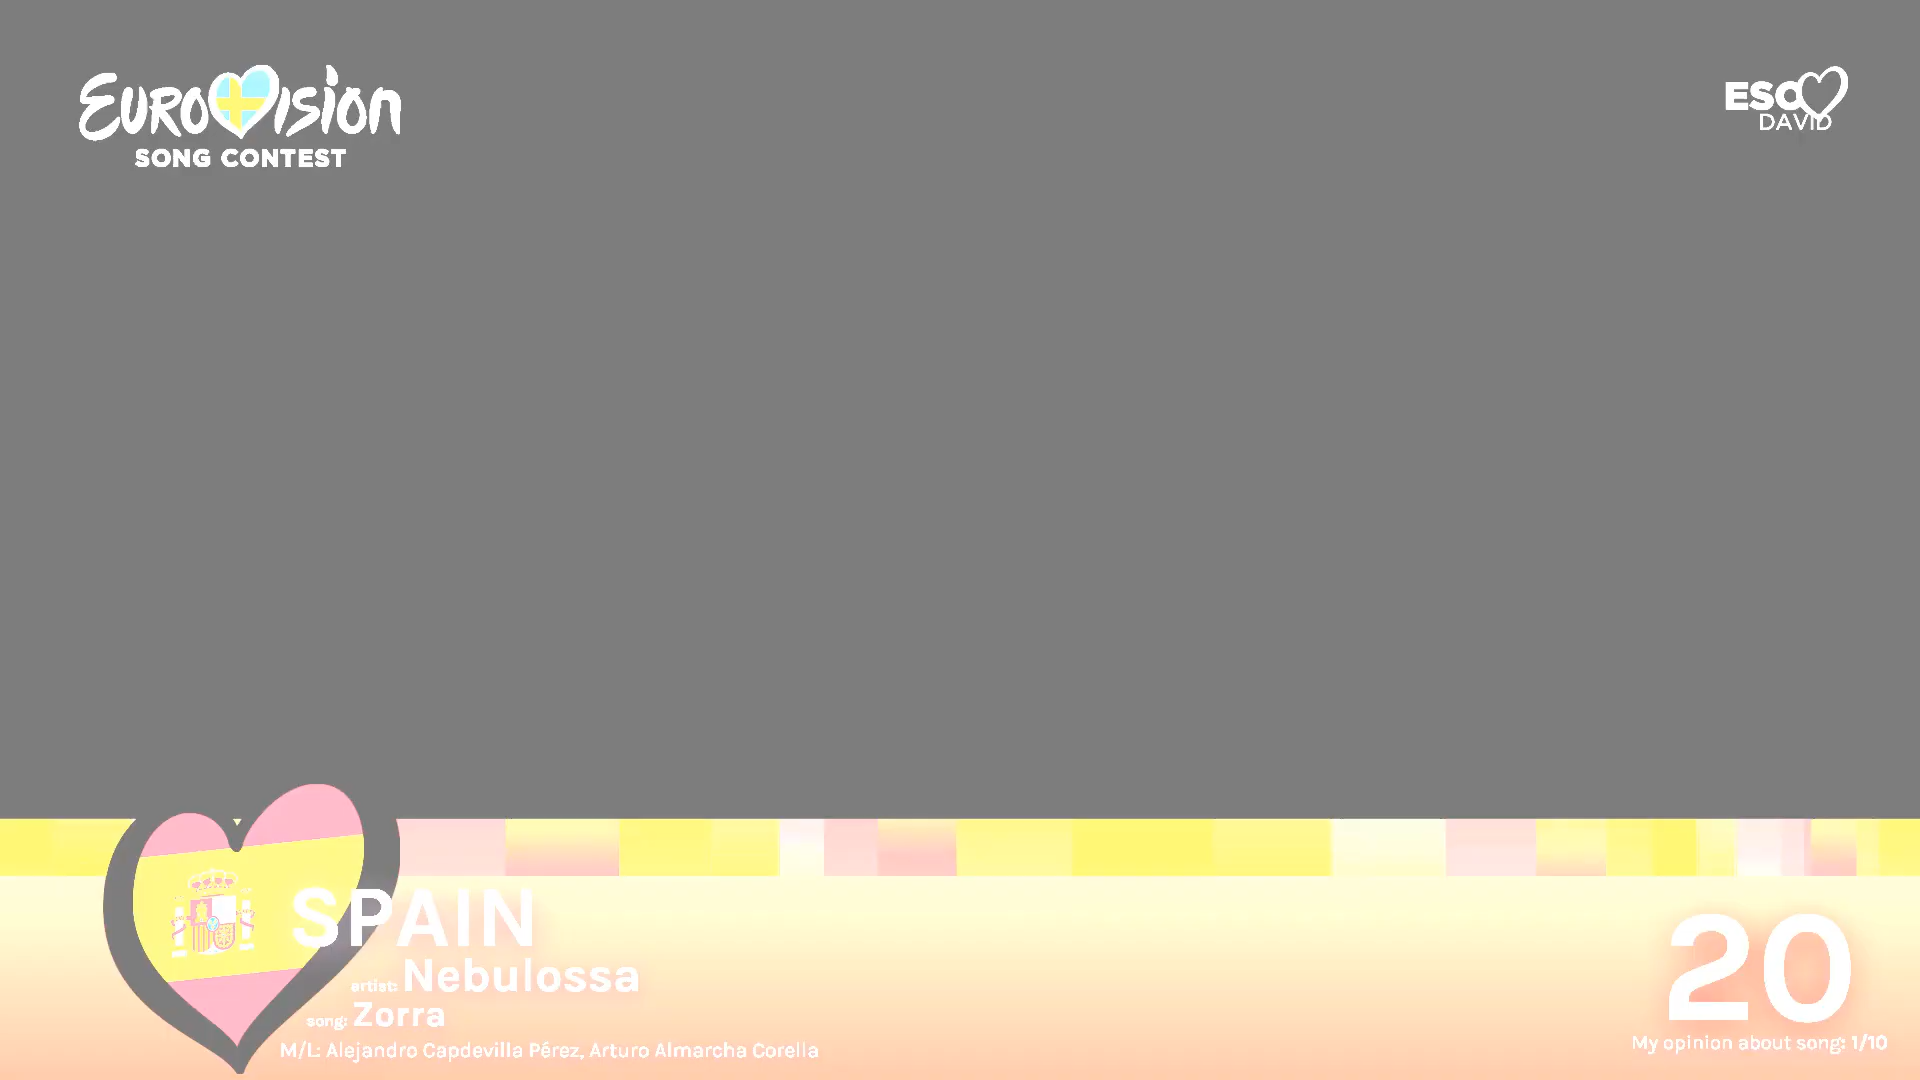 EUROVISION
SONG CONTEST
ESC
DAVID
SPAIN
artist: Nebulossa
song: Zorra
M/L: Alejandro Capdevilla Pérez, Arturo Almarcha Corella
20
My opinion about song: 1/10